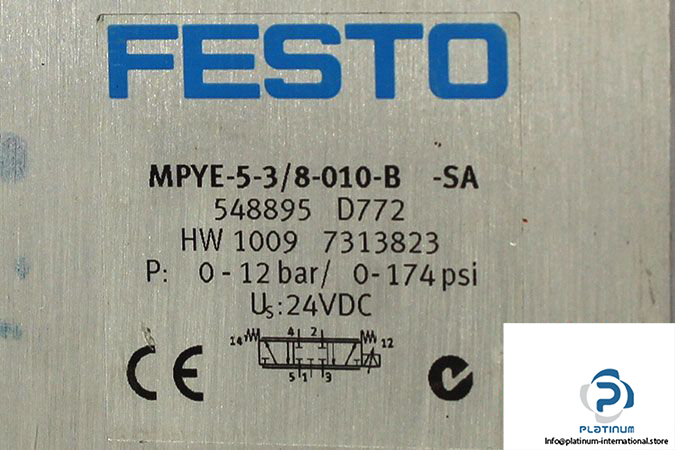 FESTO
MPYE-5-3/8-010-B -SA
548895 D772
HW 1009 7313823
P: 0-12 bar/ 0-174 psi
Us:24VDC
14 4 2 12
5 1 3
CE
PLATINUM
Info@platinum-international.store